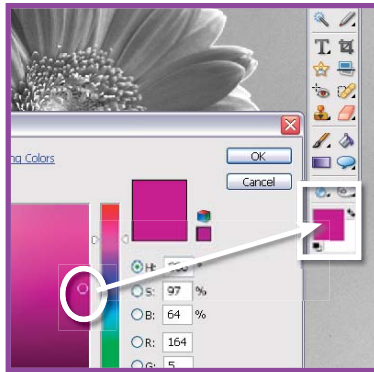 T
ng Colors
OK
Cancel
H: °
S: 97 %
B: 64 %
R: 164
G: 5